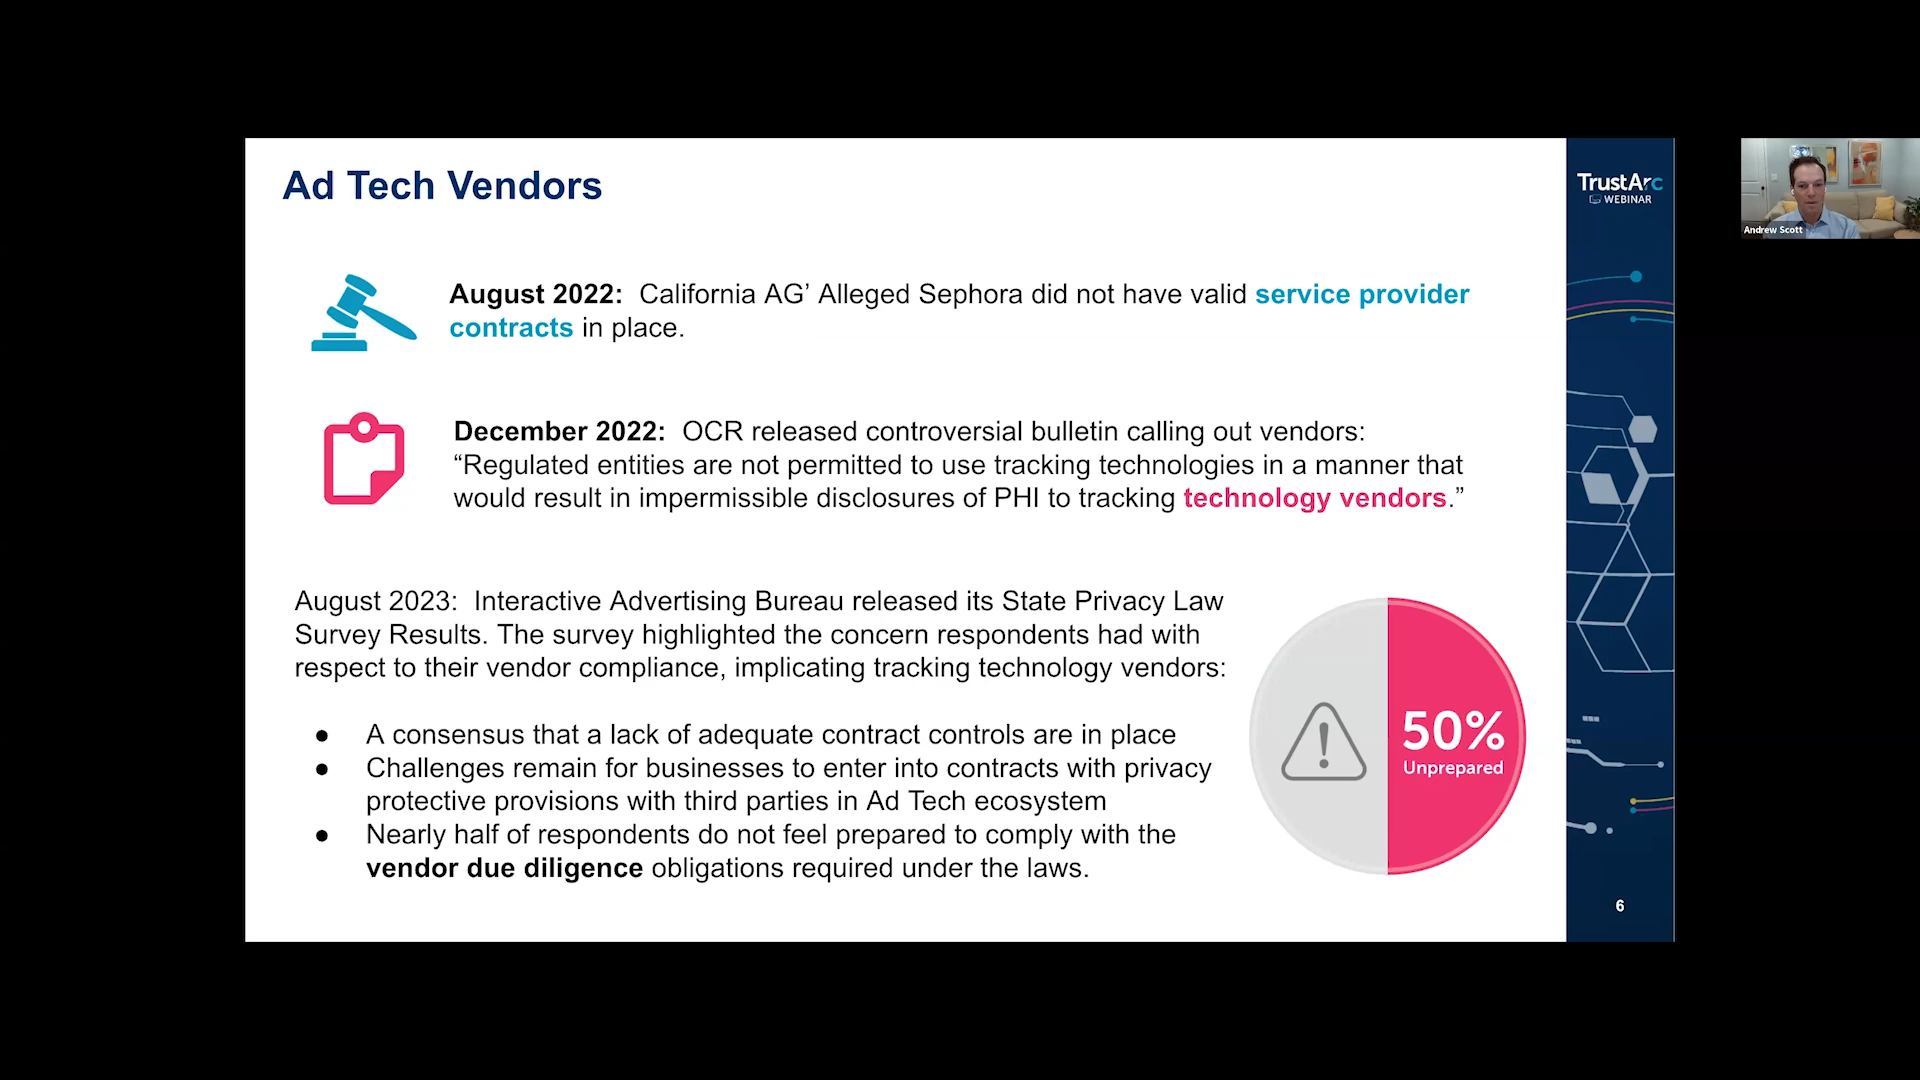 Ad Tech Vendors
TrustArc
WEBINAR
Andrew Scott
August 2022: California AG’ Alleged Sephora did not have valid service provider
contracts in place.
December 2022: OCR released controversial bulletin calling out vendors:
“Regulated entities are not permitted to use tracking technologies in a manner that
would result in impermissible disclosures of PHI to tracking technology vendors.”
August 2023: Interactive Advertising Bureau released its State Privacy Law
Survey Results. The survey highlighted the concern respondents had with
respect to their vendor compliance, implicating tracking technology vendors:
● A consensus that a lack of adequate contract controls are in place
● Challenges remain for businesses to enter into contracts with privacy
protective provisions with third parties in Ad Tech ecosystem
● Nearly half of respondents do not feel prepared to comply with the
vendor due diligence obligations required under the laws.
50%
Unprepared
6